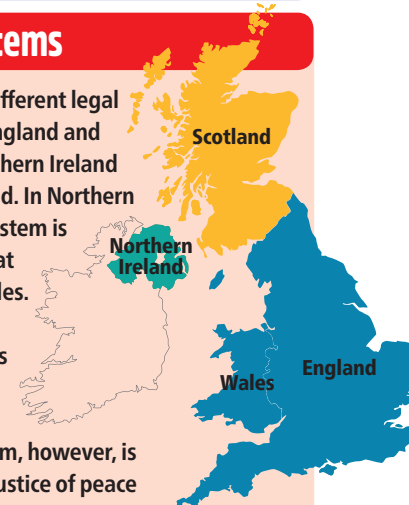 tems
fferent legal
ngland and
hern Ireland
d. In Northern
stem is
at
les.
s
m, however, is
ustice of peace
Scotland
Northern
Ireland
Wales
England